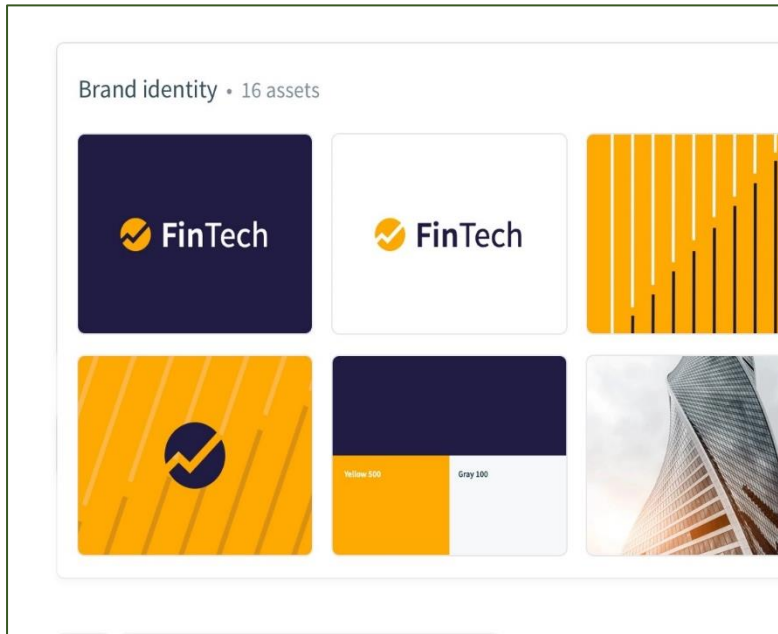 Brand identity • 16 assets
FinTech
FinTech
Yellow 500
Gray 100